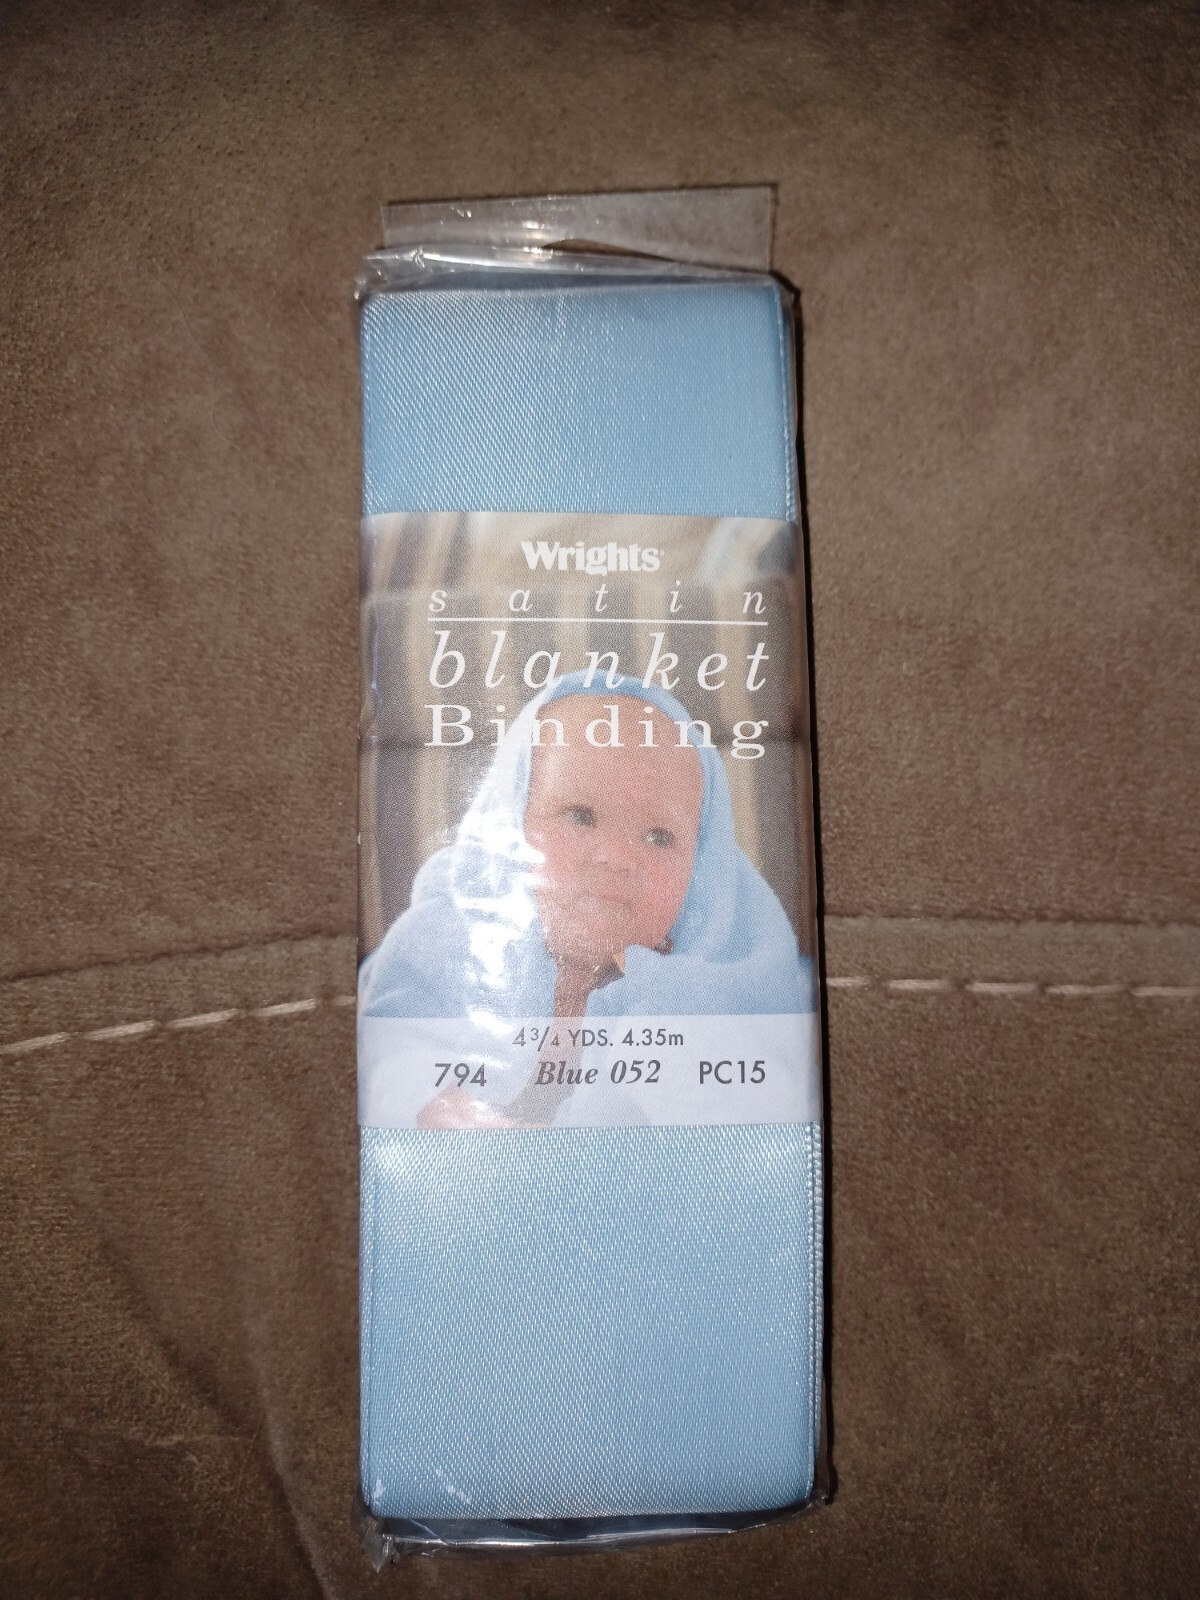 Wrights
satin
blanket
Binding
4 3/4 YDS. 4.35m
794 Blue 052 PC15